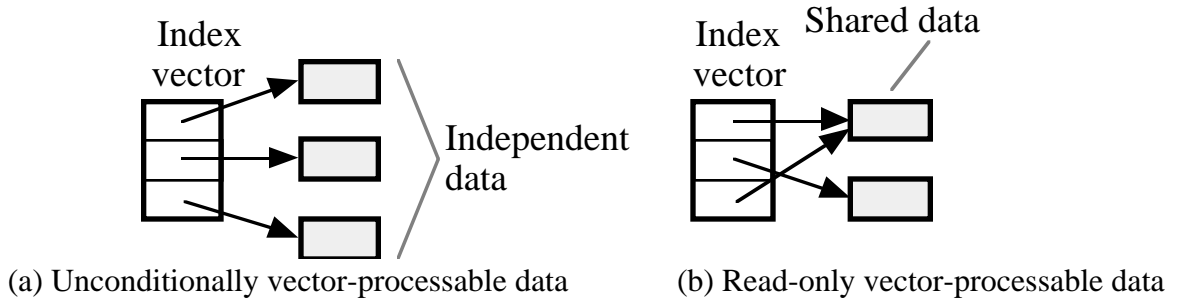 Index
vector
Independent
data
(a) Unconditionally vector-processable data
Shared data
Index
vector
(b) Read-only vector-processable data